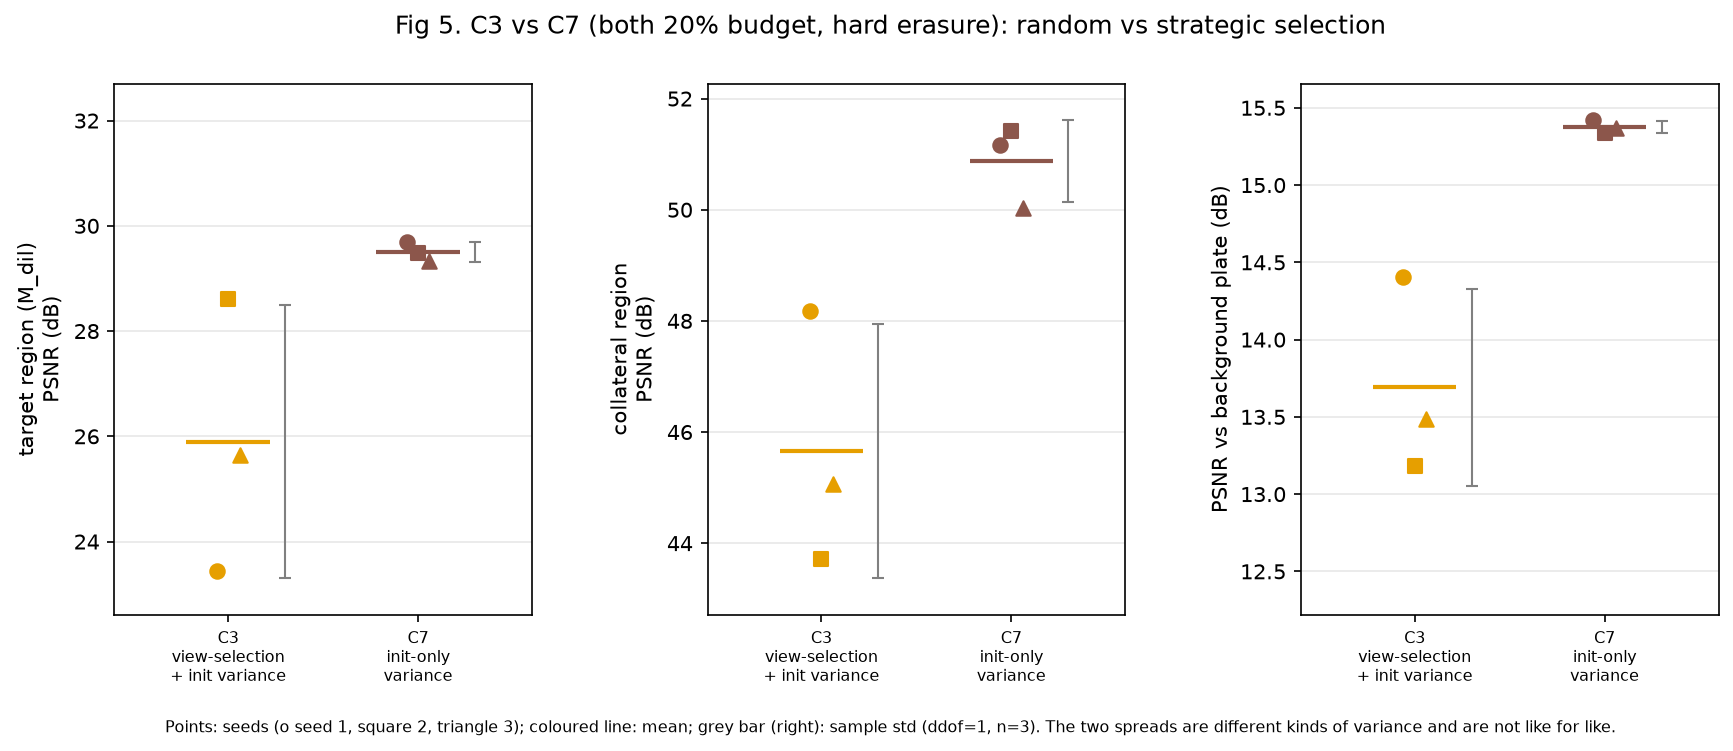 Fig 5. C3 vs C7 (both 20% budget, hard erasure): random vs strategic selection
target region (M_dil)
PSNR (dB)
32
30
28
26
24
C3
view-selection
+ init variance
C7
init-only
variance
collateral region
PSNR (dB)
52
50
48
46
44
C3
view-selection
+ init variance
C7
init-only
variance
PSNR vs background plate (dB)
15.5
15.0
14.5
14.0
13.5
13.0
12.5
C3
view-selection
+ init variance
C7
init-only
variance
Points: seeds (o seed 1, square 2, triangle 3); coloured line: mean; grey bar (right): sample std (ddof=1, n=3). The two spreads are different kinds of variance and are not like for like.